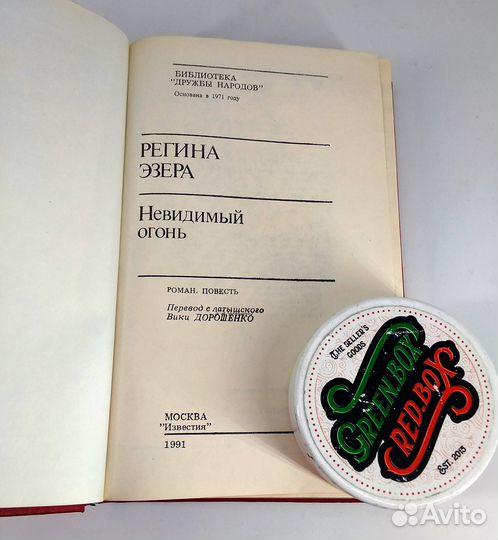 БИБЛИОТЕКА
"ДРУЖБЫ НАРОДОВ"
Основана в 1971 году
РЕГИНА
ЭЗЕРА
Невидимый
огонь
РОМАН. ПОВЕСТЬ
Перевод с латышского
Вики ДОРОШЕНКО
МОСКВА
"Известия"
1991
THE SELLER'S
GOODS
GREEN.BOX
RED.BOX
EST. 2015
Avito